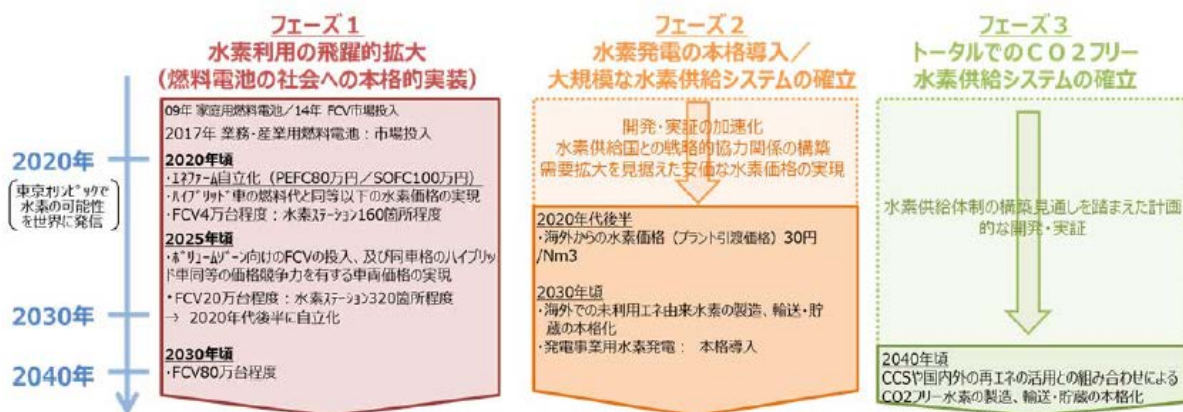 フェーズ1
水素利用の飛躍的拡大
(燃料電池の社会への本格的実装)
09年 家庭用燃料電池/14年 FCV市場投入
2017年 業務・産業用燃料電池:市場投入
2020年頃
・エネファーム自立化(PEFC80万円/SOFC100万円)
・ハイブリッド車の燃料代と同等以下の水素価格の実現
・FCV4万台程度:水素ステーション160箇所程度
2025年頃
・ボリュームゾーン向けのFCVの投入、及び同車格のハイブリッ
ド車同等の価格競争力を有する車両価格の実現
・FCV20万台程度:水素ステーション320箇所程度
→ 2020年代後半に自立化
2030年頃
・FCV80万台程度
フェーズ2
水素発電の本格導入/
大規模な水素供給システムの確立
開発・実証の加速化
水素供給国との戦略的協力関係の構築
需要拡大を見据えた安価な水素価格の実現
2020年代後半
・海外からの水素価格(プラント引渡価格)30円
/Nm3
2030年頃
・海外での未利用エネ由来水素の製造、輸送・貯
蔵の本格化
・発電事業用水素発電: 本格導入
フェーズ3
トータルでのCO2フリー
水素供給システムの確立
水素供給体制の構築見通しを踏まえた計画
的な開発・実証
2040年頃
CCSや国内外の再エネの活用との組み合わせによる
CO2フリー水素の製造、輸送・貯蔵の本格化
2020年
東京オリンピックで
水素の可能性
を世界に発信
2030年
2040年